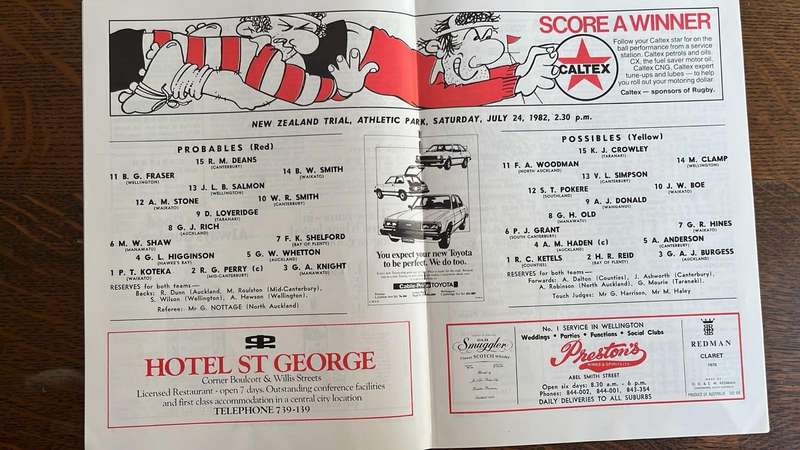 SCORE A WINNER
Follow your Caltex star for on the
ball performance from a service
station. Caltex petrols and oils
CX, the fuel saver motor oil,
Caltex CNG, Caltex expert
tune-ups and lubes — to help
you roll out your motoring dollar.
Caltex — sponsors of Rugby.
CALTEX
NEW ZEALAND TRIAL, ATHLETIC PARK, SATURDAY, JULY 24, 1982, 2.30 p.m.
PROBABLES (Red)
15 R. M. DEANS
(CANTERBURY)
11 B. G. FRASER
(WELLINGTON)
14 B. W. SMITH
(WAIKATO)
13 J. L. B. SALMON
(WELLINGTON)
12 A. M. STONE
(WAIKATO)
10 W. R. SMITH
(CANTERBURY)
9 D. LOVERIDGE
(TARANAKI)
8 G. J. RICH
(AUCKLAND)
6 M. W. SHAW
(MANAWATU)
7 F. K. SHELFORD
(BAY OF PLENTY)
4 G. L. HIGGINSON
(HAWKE'S BAY)
5 G. W. WHETTON
(AUCKLAND)
1 P. T. KOTEKA
(WAIKATO)
2 R. G. PERRY (c)
(MID-CANTERBURY)
3 G. A. KNIGHT
(MANAWATU)
RESERVES for both teams—
Backs: R. Dunn (Auckland, M. Roulston (Mid-Canterbury),
S. Wilson (Wellington), A. Hewson (Wellington).
Referee: Mr G. NOTTAGE (North Auckland)
You expect your new Toyota
to be perfect. We do too.
Cable-Price TOYOTA
POSSIBLES (Yellow)
15 K. J. CROWLEY
(TARANAKI)
11 F. A. WOODMAN
(NORTH AUCKLAND)
14 M. CLAMP
(WELLINGTON)
13 V. L. SIMPSON
(CANTERBURY)
12 S. T. POKERE
(SOUTHLAND)
10 J. W. BOE
(WAIKATO)
9 A. J. DONALD
(WANGANUI)
8 G. H. OLD
(MANAWATU)
6 P. J. GRANT
(SOUTH CANTERBURY)
7 G. R. HINES
(WAIKATO)
4 A. M. HADEN (c)
(AUCKLAND)
5 A. ANDERSON
(CANTERBURY)
1 R. C. KETELS
(COUNTIES)
2 H. R. REID
(BAY OF PLENTY)
3 G. A. J. BURGESS
(AUCKLAND)
RESERVES for both teams—
Forwards: A. Dalton (Counties), J. Ashworth (Canterbury),
A. Robinson (North Auckland), G. Mourie (Taranaki).
Touch Judges: Mr G. Harrison, Mr M. Haley
HOTEL ST GEORGE
Corner Boulcott & Willis Streets
Licensed Restaurant - open 7 days. Outstanding conference facilities
and first class accommodation in a central city location
TELEPHONE 739-139
Old
Smuggler
Finest SCOTCH Whisky
No. 1 SERVICE IN WELLINGTON
Weddings • Parties • Functions • Social Clubs
Preston's
WINES & SPIRITS LTD.
ABEL SMITH STREET
Open six days: 8.30 a.m. - 6 p.m.
Phones: 844-002, 844-001, 843-354
DAILY DELIVERIES TO ALL SUBURBS
REDMAN
CLARET
PRODUCE OF AUSTRALIA